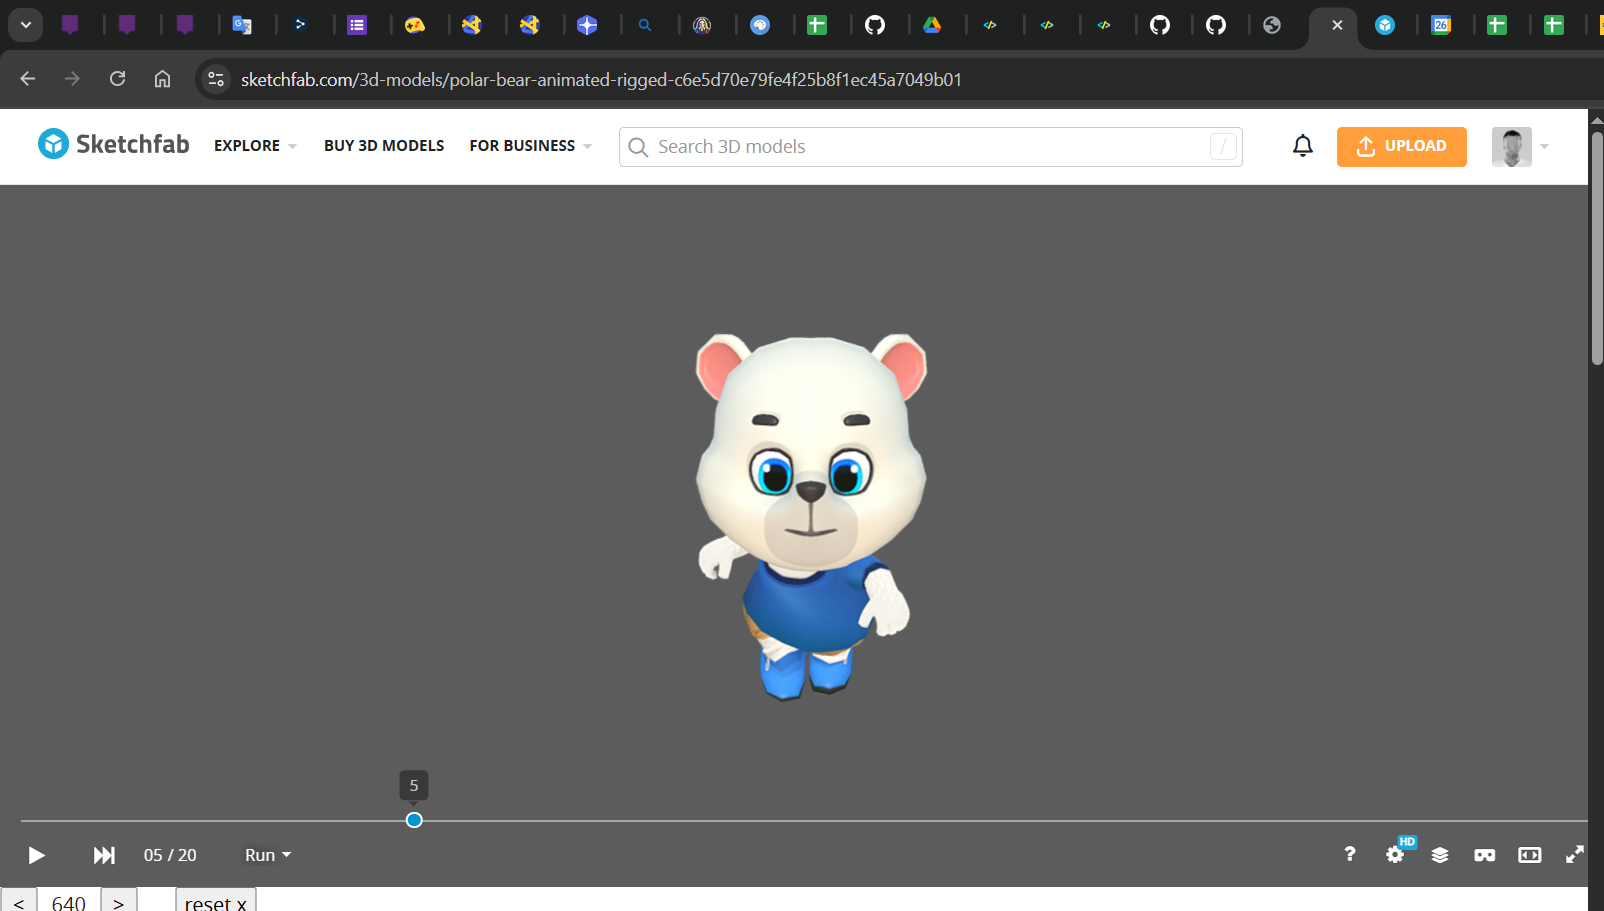 26
sketchfab.com/3d-models/polar-bear-animated-rigged-c6e5d70e79fe4f25b8f1ec45a7049b01
Sketchfab EXPLORE BUY 3D MODELS FOR BUSINESS Search 3D models / UPLOAD
5
05 / 20 Run ? HD
< 640 > reset x